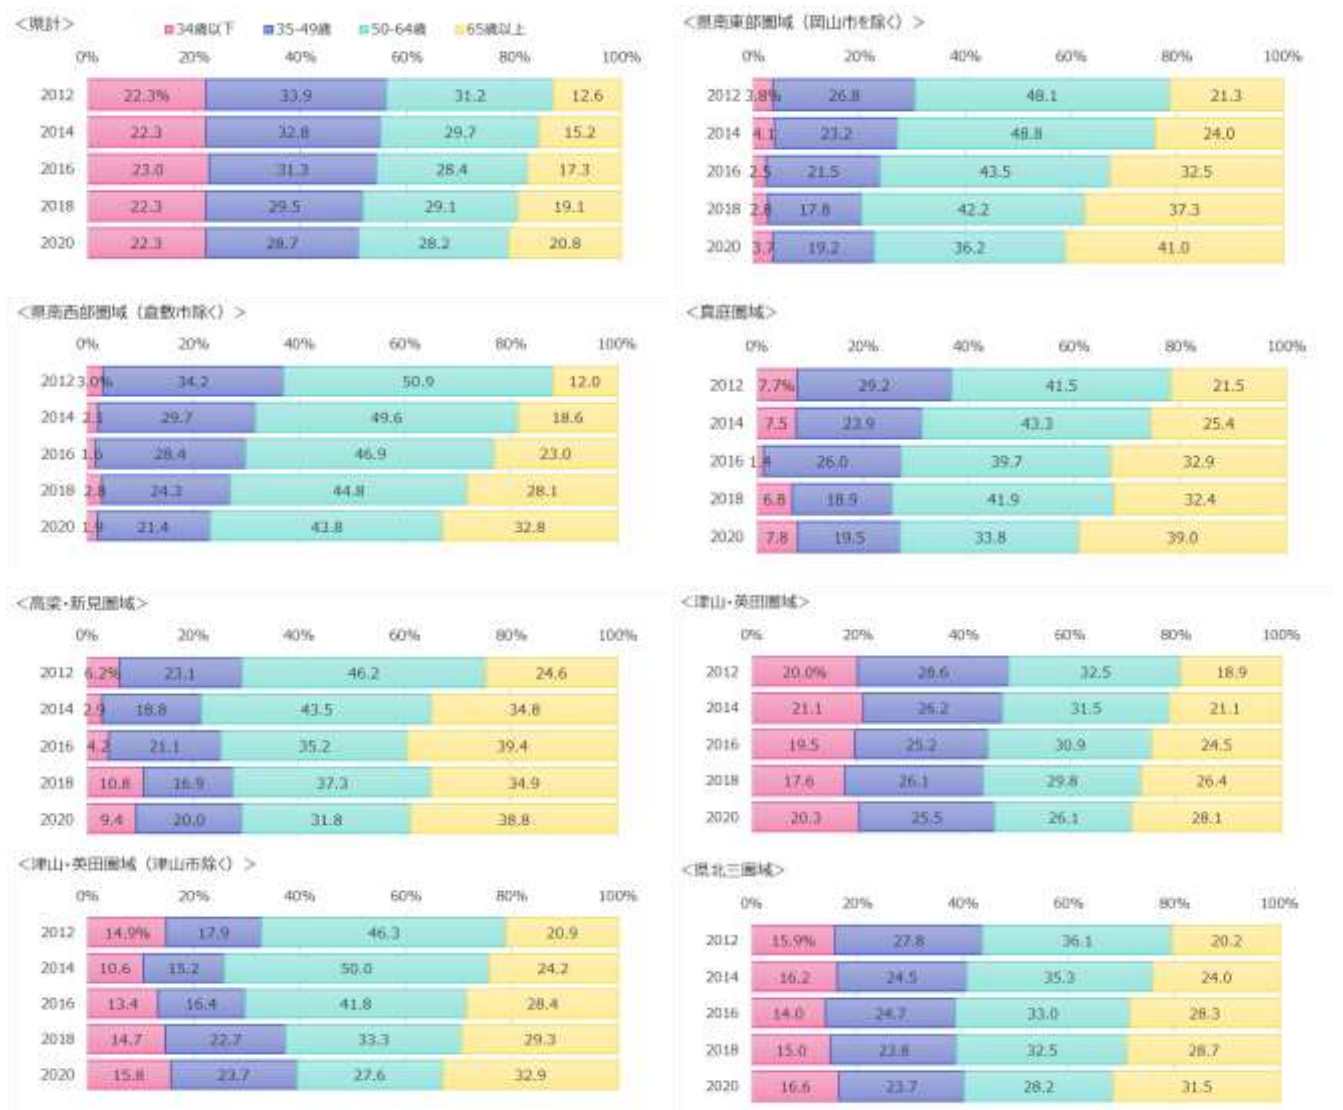 <県計>
34歳以下 35-49歳 50-64歳 65歳以上
0% 20% 40% 60% 80% 100%
2012 22.3% 33.9 31.2 12.6
2014 22.3 32.8 29.7 15.2
2016 23.0 31.3 28.4 17.3
2018 22.3 29.5 29.1 19.1
2020 22.3 28.7 28.2 20.8
<県南東部圏域（岡山市を除く）>
0% 20% 40% 60% 80% 100%
2012 3.8% 26.8 48.1 21.3
2014 4.1 23.2 48.8 24.0
2016 2.5 21.5 43.5 32.5
2018 2.8 17.8 42.2 37.3
2020 3.7 19.2 36.2 41.0
<県南西部圏域（倉敷市除く）>
0% 20% 40% 60% 80% 100%
2012 3.0% 34.2 50.9 12.0
2014 2.1 29.7 49.6 18.6
2016 1.6 28.4 46.9 23.0
2018 2.8 24.3 44.8 28.1
2020 1.9 21.4 43.8 32.8
<真庭圏域>
0% 20% 40% 60% 80% 100%
2012 7.7% 29.2 41.5 21.5
2014 7.5 23.9 43.3 25.4
2016 1.4 26.0 39.7 32.9
2018 6.8 18.9 41.9 32.4
2020 7.8 19.5 33.8 39.0
<高梁・新見圏域>
0% 20% 40% 60% 80% 100%
2012 6.2% 23.1 46.2 24.6
2014 2.9 18.8 43.5 34.8
2016 4.2 21.1 35.2 39.4
2018 10.8 16.9 37.3 34.9
2020 9.4 20.0 31.8 38.8
<津山・英田圏域>
0% 20% 40% 60% 80% 100%
2012 20.0% 28.6 32.5 18.9
2014 21.1 26.2 31.5 21.1
2016 19.5 25.2 30.9 24.5
2018 17.6 26.1 29.8 26.4
2020 20.3 25.5 26.1 28.1
<津山・英田圏域（津山市除く）>
0% 20% 40% 60% 80% 100%
2012 14.9% 17.9 46.3 20.9
2014 10.6 15.2 50.0 24.2
2016 13.4 16.4 41.8 28.4
2018 14.7 22.7 33.3 29.3
2020 15.8 23.7 27.6 32.9
<県北三圏域>
0% 20% 40% 60% 80% 100%
2012 15.9% 27.8 36.1 20.2
2014 16.2 24.5 35.3 24.0
2016 14.0 24.7 33.0 28.3
2018 15.0 23.8 32.5 28.7
2020 16.6 23.7 28.2 31.5